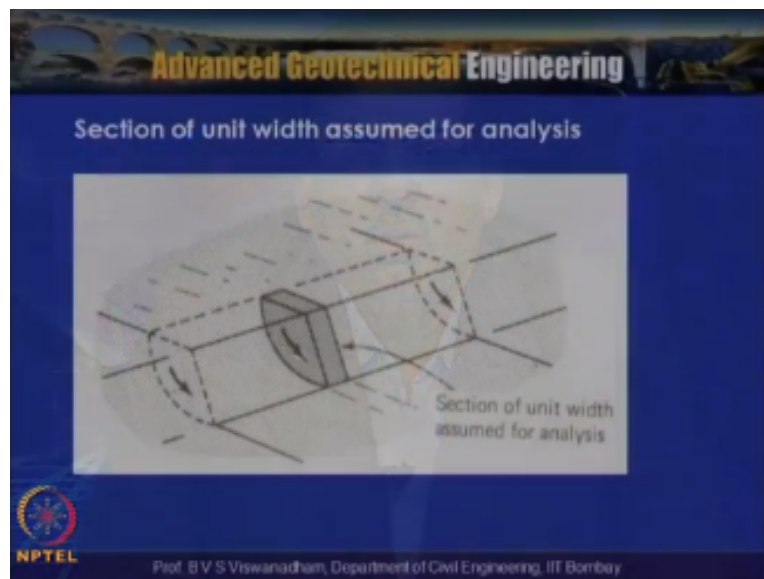 Advanced Geotechnical Engineering
Section of unit width assumed for analysis
Section of unit width
assumed for analysis
NPTEL
Prof. B V S Viswanadham, Department of Civil Engineering, IIT Bombay